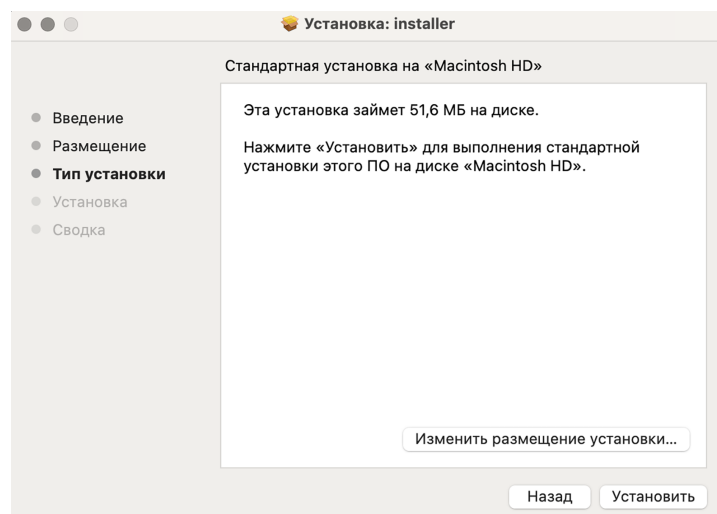 Установка: installer
Стандартная установка на «Macintosh HD»
Введение
Размещение
Тип установки
Установка
Сводка
Эта установка займет 51,6 МБ на диске.
Нажмите «Установить» для выполнения стандартной
установки этого ПО на диске «Macintosh HD».
Изменить размещение установки...
Назад
Установить